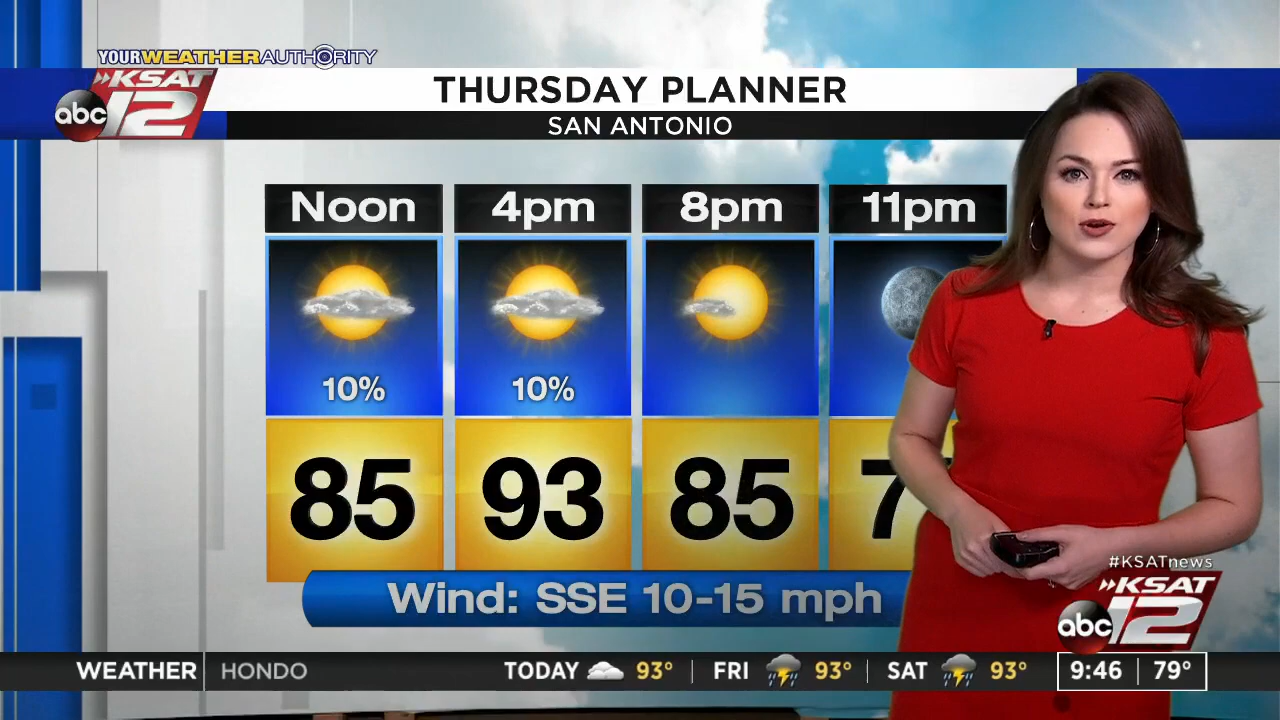 YOURWEATHERAUTHORITY
KSAT
abc 12
THURSDAY PLANNER
SAN ANTONIO
Noon 4pm 8pm 11pm
10% 10%
85 93 85 7
Wind: SSE 10-15 mph
#KSATnews
KSAT
abc 12
WEATHER HONDO TODAY 93° FRI 93° SAT 93° 9:46 79°